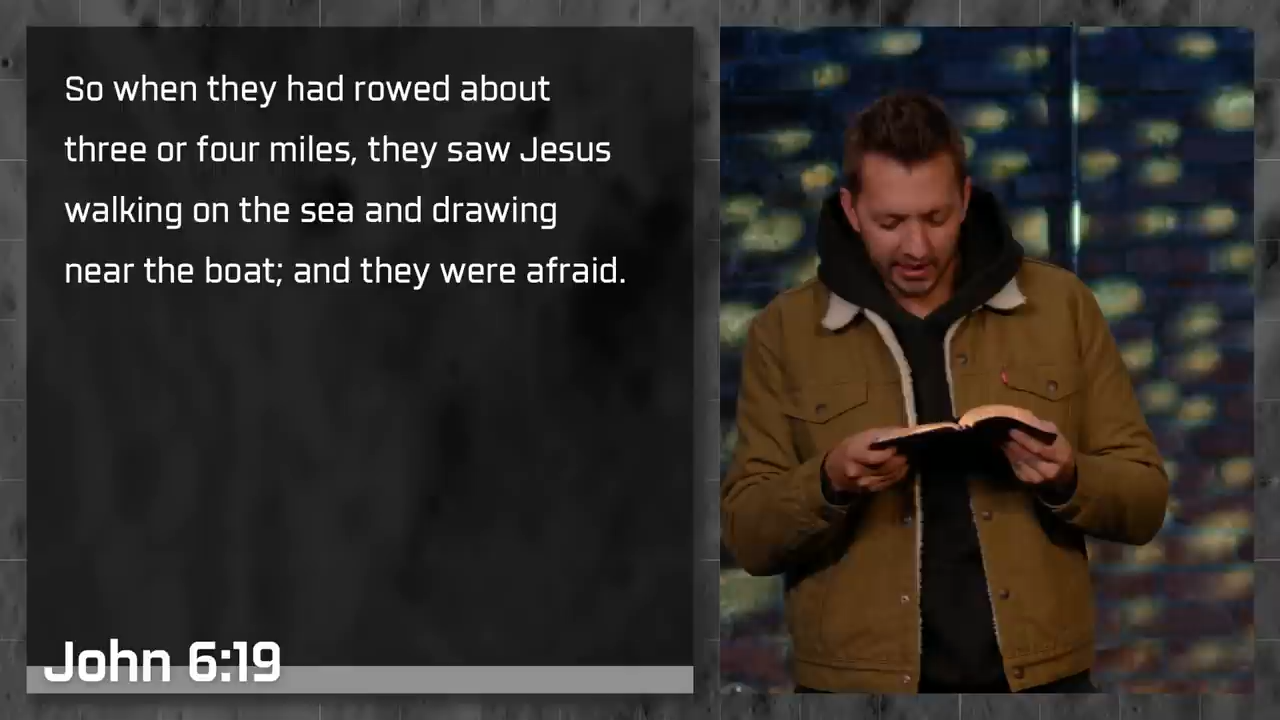 So when they had rowed about
three or four miles, they saw Jesus
walking on the sea and drawing
near the boat; and they were afraid.
John 6:19